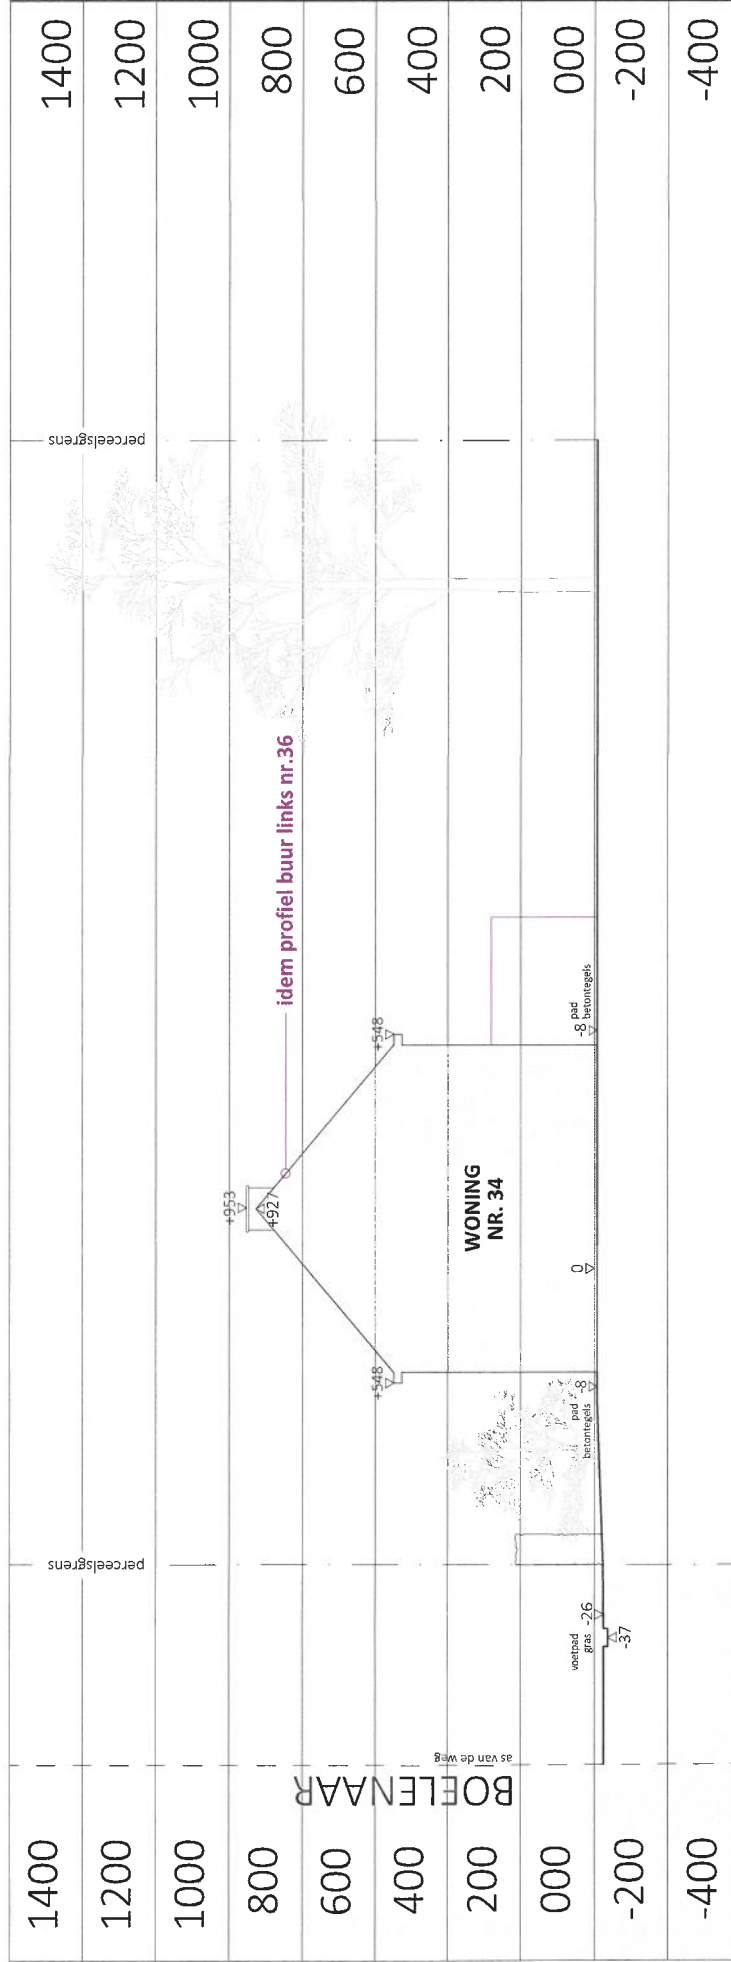 1400
1200
1000
800
600
400
200
000
-200
-400
BOELENAAR
as van de weg
voetpad
gras
-26
-37
perceelsgrens
pad
betontegels
-8
+548
0
WONING
NR. 34
+953
+927
idem profiel buur links nr.36
+548
-8
pad
betontegels
perceelsgrens
1400
1200
1000
800
600
400
200
000
-200
-400